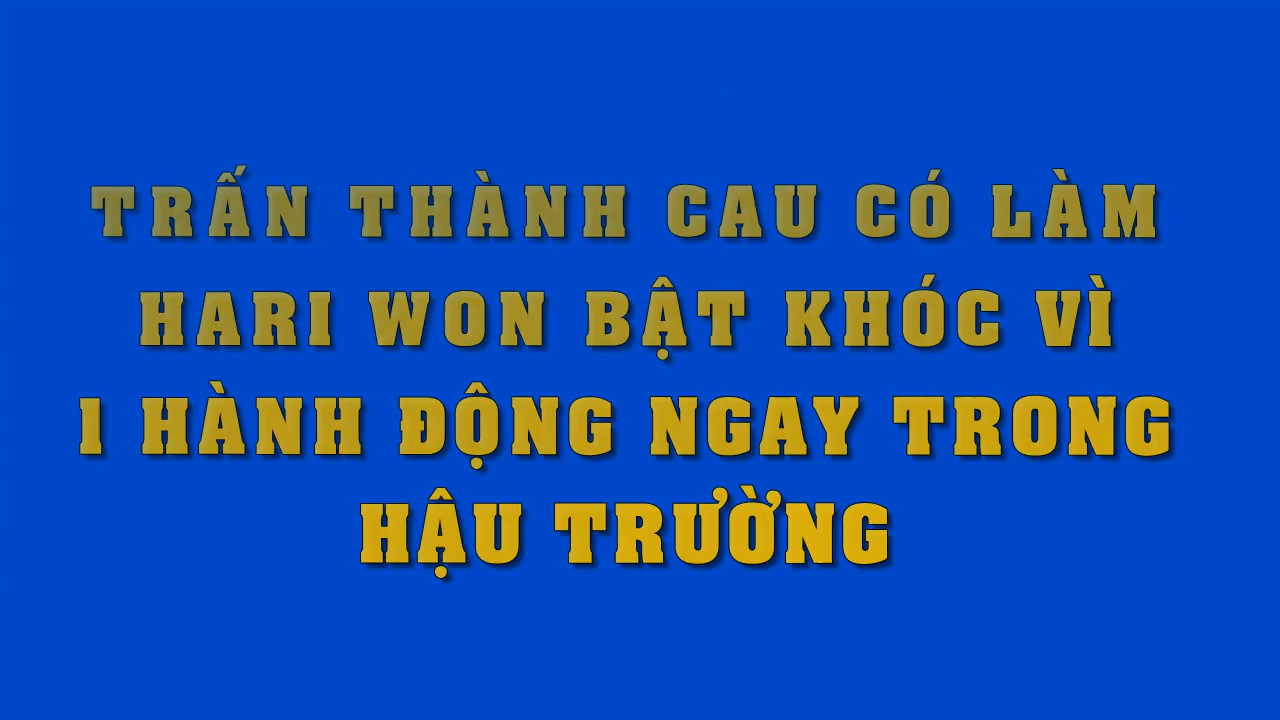 TRẤN THÀNH CAU CÓ LÀM
HARI WON BẬT KHÓC VÌ
1 HÀNH ĐỘNG NGAY TRONG
HẬU TRƯỜNG